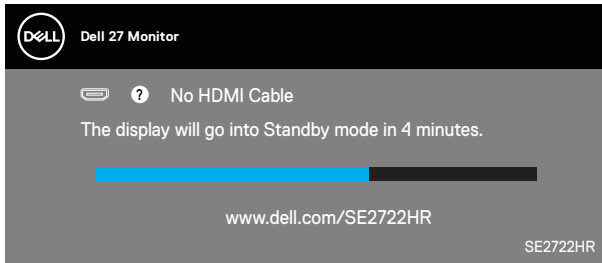 DELL
Dell 27 Monitor
? No HDMI Cable
The display will go into Standby mode in 4 minutes.
www.dell.com/SE2722HR
SE2722HR